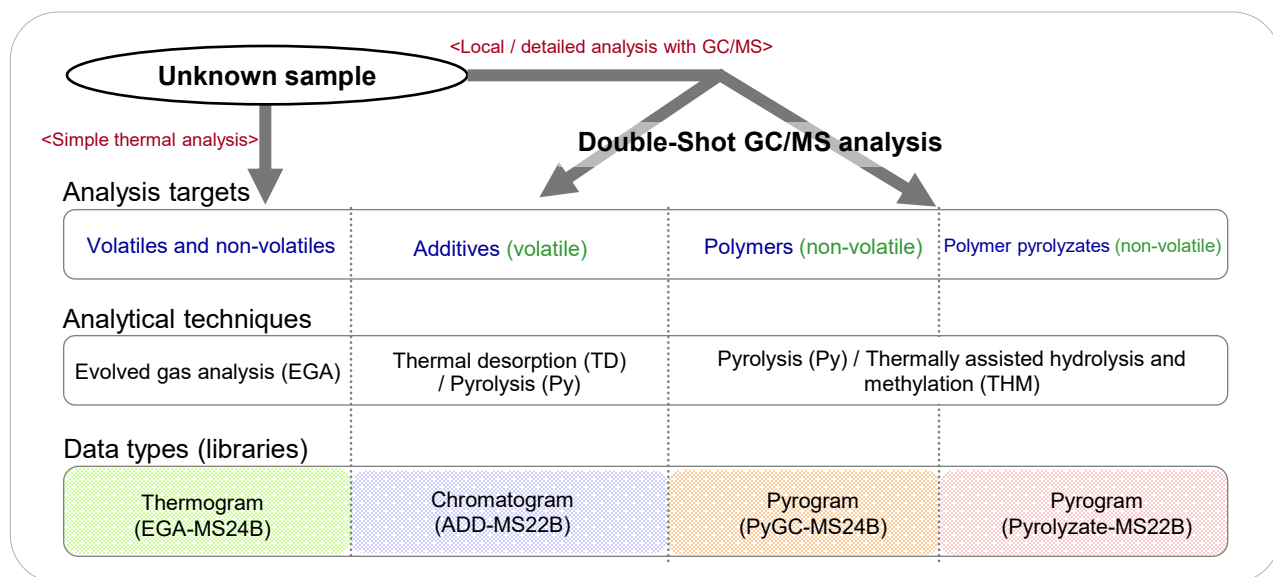 <Local / detailed analysis with GC/MS>
Unknown sample
<Simple thermal analysis>
Double-Shot GC/MS analysis
Analysis targets
Volatiles and non-volatiles
Additives (volatile)
Polymers (non-volatile)
Polymer pyrolyzates (non-volatile)
Analytical techniques
Evolved gas analysis (EGA)
Thermal desorption (TD)
/ Pyrolysis (Py)
Pyrolysis (Py) / Thermally assisted hydrolysis and
methylation (THM)
Data types (libraries)
Thermogram
(EGA-MS24B)
Chromatogram
(ADD-MS22B)
Pyrogram
(PyGC-MS24B)
Pyrogram
(Pyrolyzate-MS22B)